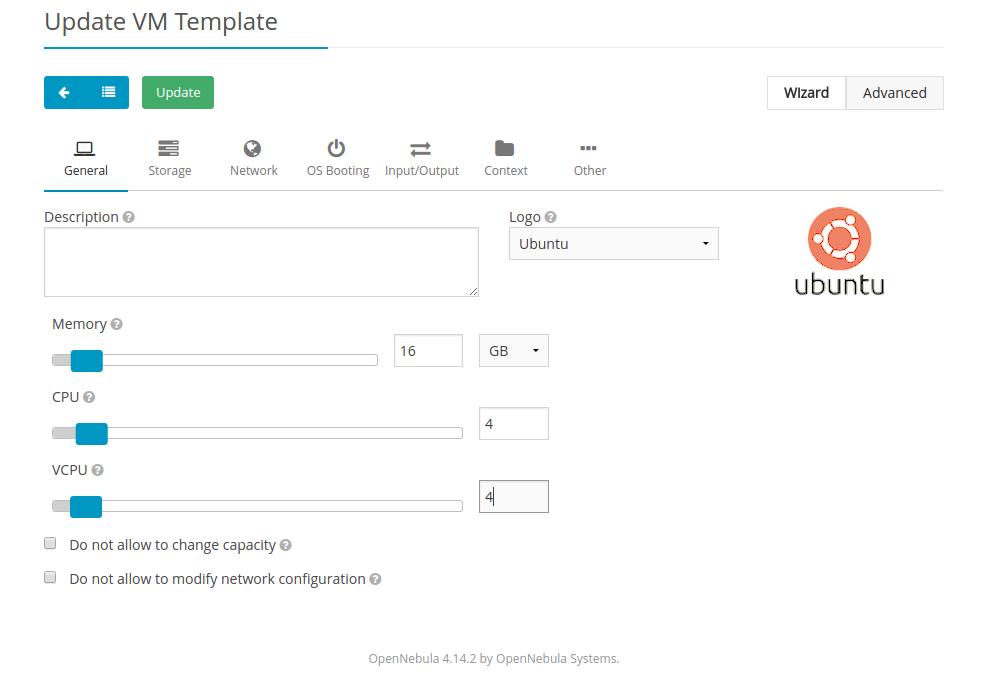 Update VM Template
Update
WIzard Advanced
General Storage Network OS Booting Input/Output Context Other
Description
Logo
Ubuntu
ubuntu
Memory
16 GB
CPU
4
VCPU
4
Do not allow to change capacity
Do not allow to modify network configuration
OpenNebula 4.14.2 by OpenNebula Systems.